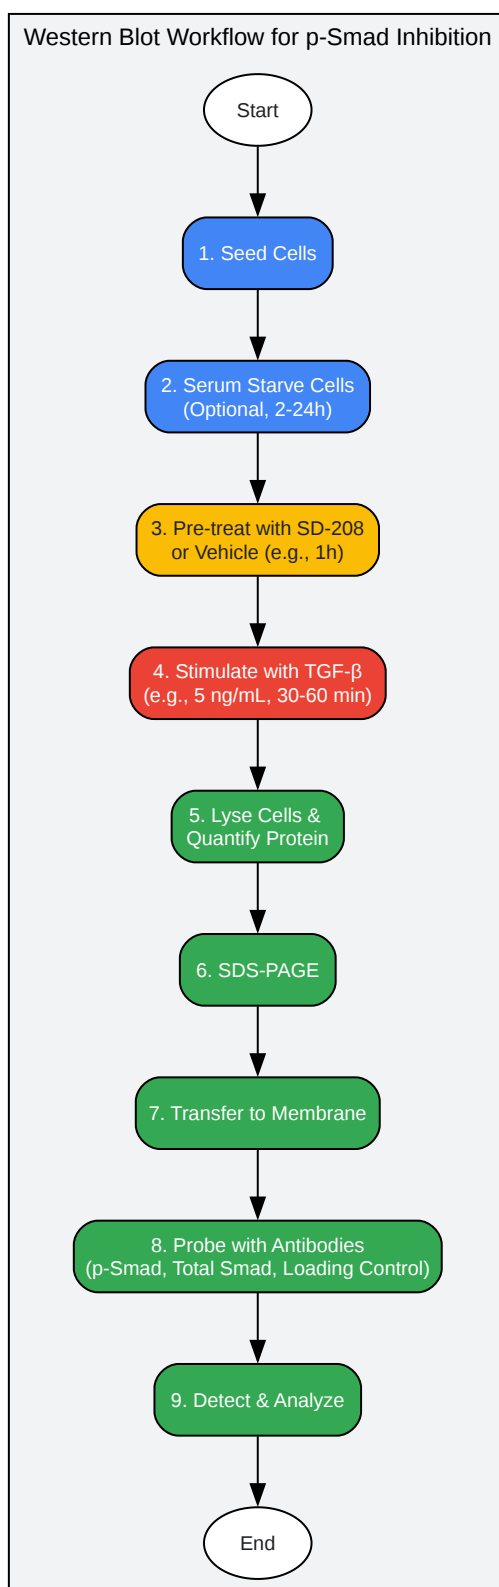 Western Blot Workflow for p-Smad Inhibition
Start
1. Seed Cells
2. Serum Starve Cells
(Optional, 2-24h)
3. Pre-treat with SD-208
or Vehicle (e.g., 1h)
4. Stimulate with TGF-β
(e.g., 5 ng/mL, 30-60 min)
5. Lyse Cells &
Quantify Protein
6. SDS-PAGE
7. Transfer to Membrane
8. Probe with Antibodies
(p-Smad, Total Smad, Loading Control)
9. Detect & Analyze
End